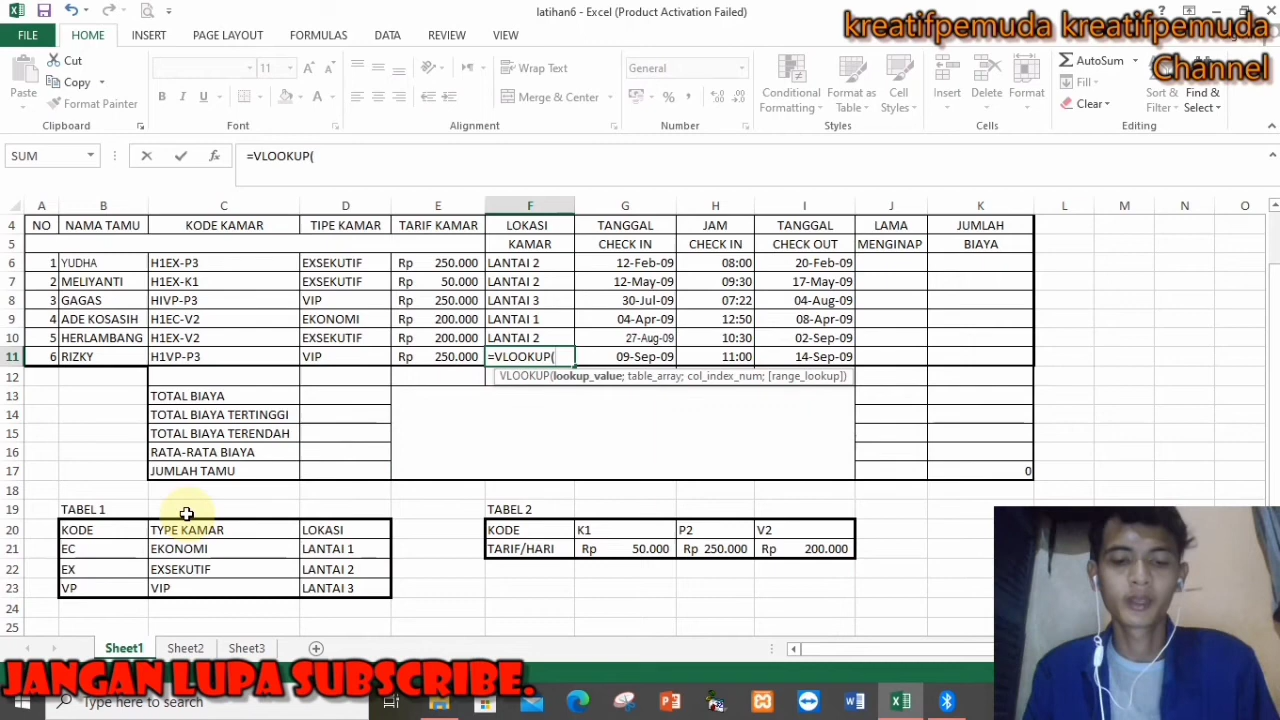 latihan6 - Excel (Product Activation Failed)
kreatifpemuda kreatifpemuda
Channel
FILE HOME INSERT PAGE LAYOUT FORMULAS DATA REVIEW VIEW
Paste Cut Copy Format Painter
11 Wrap Text Merge & Center General
Conditional Formatting Format as Table Cell Styles Insert Delete Format
AutoSum Fill Clear Sort & Filter Find & Select
Clipboard Font Alignment Number Styles Cells Editing
SUM =VLOOKUP(
A B C D E F G H I J K L M N O
4 NO NAMA TAMU KODE KAMAR TIPE KAMAR TARIF KAMAR LOKASI TANGGAL JAM TANGGAL LAMA JUMLAH
5 KAMAR CHECK IN CHECK IN CHECK OUT MENGINAP BIAYA
6 1 YUDHA H1EX-P3 EXSEKUTIF Rp 250.000 LANTAI 2 12-Feb-09 08:00 20-Feb-09
7 2 MELIYANTI H1EX-K1 EXSEKUTIF Rp 50.000 LANTAI 2 12-May-09 09:30 17-May-09
8 3 GAGAS HIVP-P3 VIP Rp 250.000 LANTAI 3 30-Jul-09 07:22 04-Aug-09
9 4 ADE KOSASIH H1EC-V2 EKONOMI Rp 200.000 LANTAI 1 04-Apr-09 12:50 08-Apr-09
10 5 HERLAMBANG H1EX-V2 EXSEKUTIF Rp 200.000 LANTAI 2 27-Aug-09 10:30 02-Sep-09
11 6 RIZKY H1VP-P3 VIP Rp 250.000 =VLOOKUP( 09-Sep-09 11:00 14-Sep-09
12 VLOOKUP(lookup_value; table_array; col_index_num; [range_lookup])
13 TOTAL BIAYA
14 TOTAL BIAYA TERTINGGI
15 TOTAL BIAYA TERENDAH
16 RATA-RATA BIAYA
17 JUMLAH TAMU 0
18
19 TABEL 1 TABEL 2
20 KODE TYPE KAMAR LOKASI KODE K1 P2 V2
21 EC EKONOMI LANTAI 1 TARIF/HARI Rp 50.000 Rp 250.000 Rp 200.000
22 EX EXSEKUTIF LANTAI 2
23 VP VIP LANTAI 3
24
25
Sheet1 Sheet2 Sheet3
JANGAN LUPA SUBSCRIBE.
Type here to search